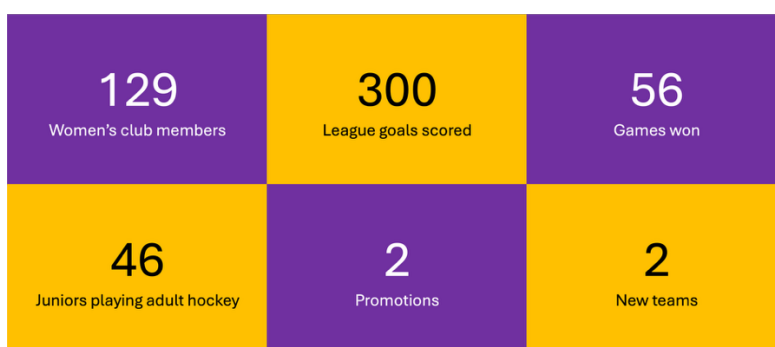 129
Women’s club members
300
League goals scored
56
Games won
46
Juniors playing adult hockey
2
Promotions
2
New teams